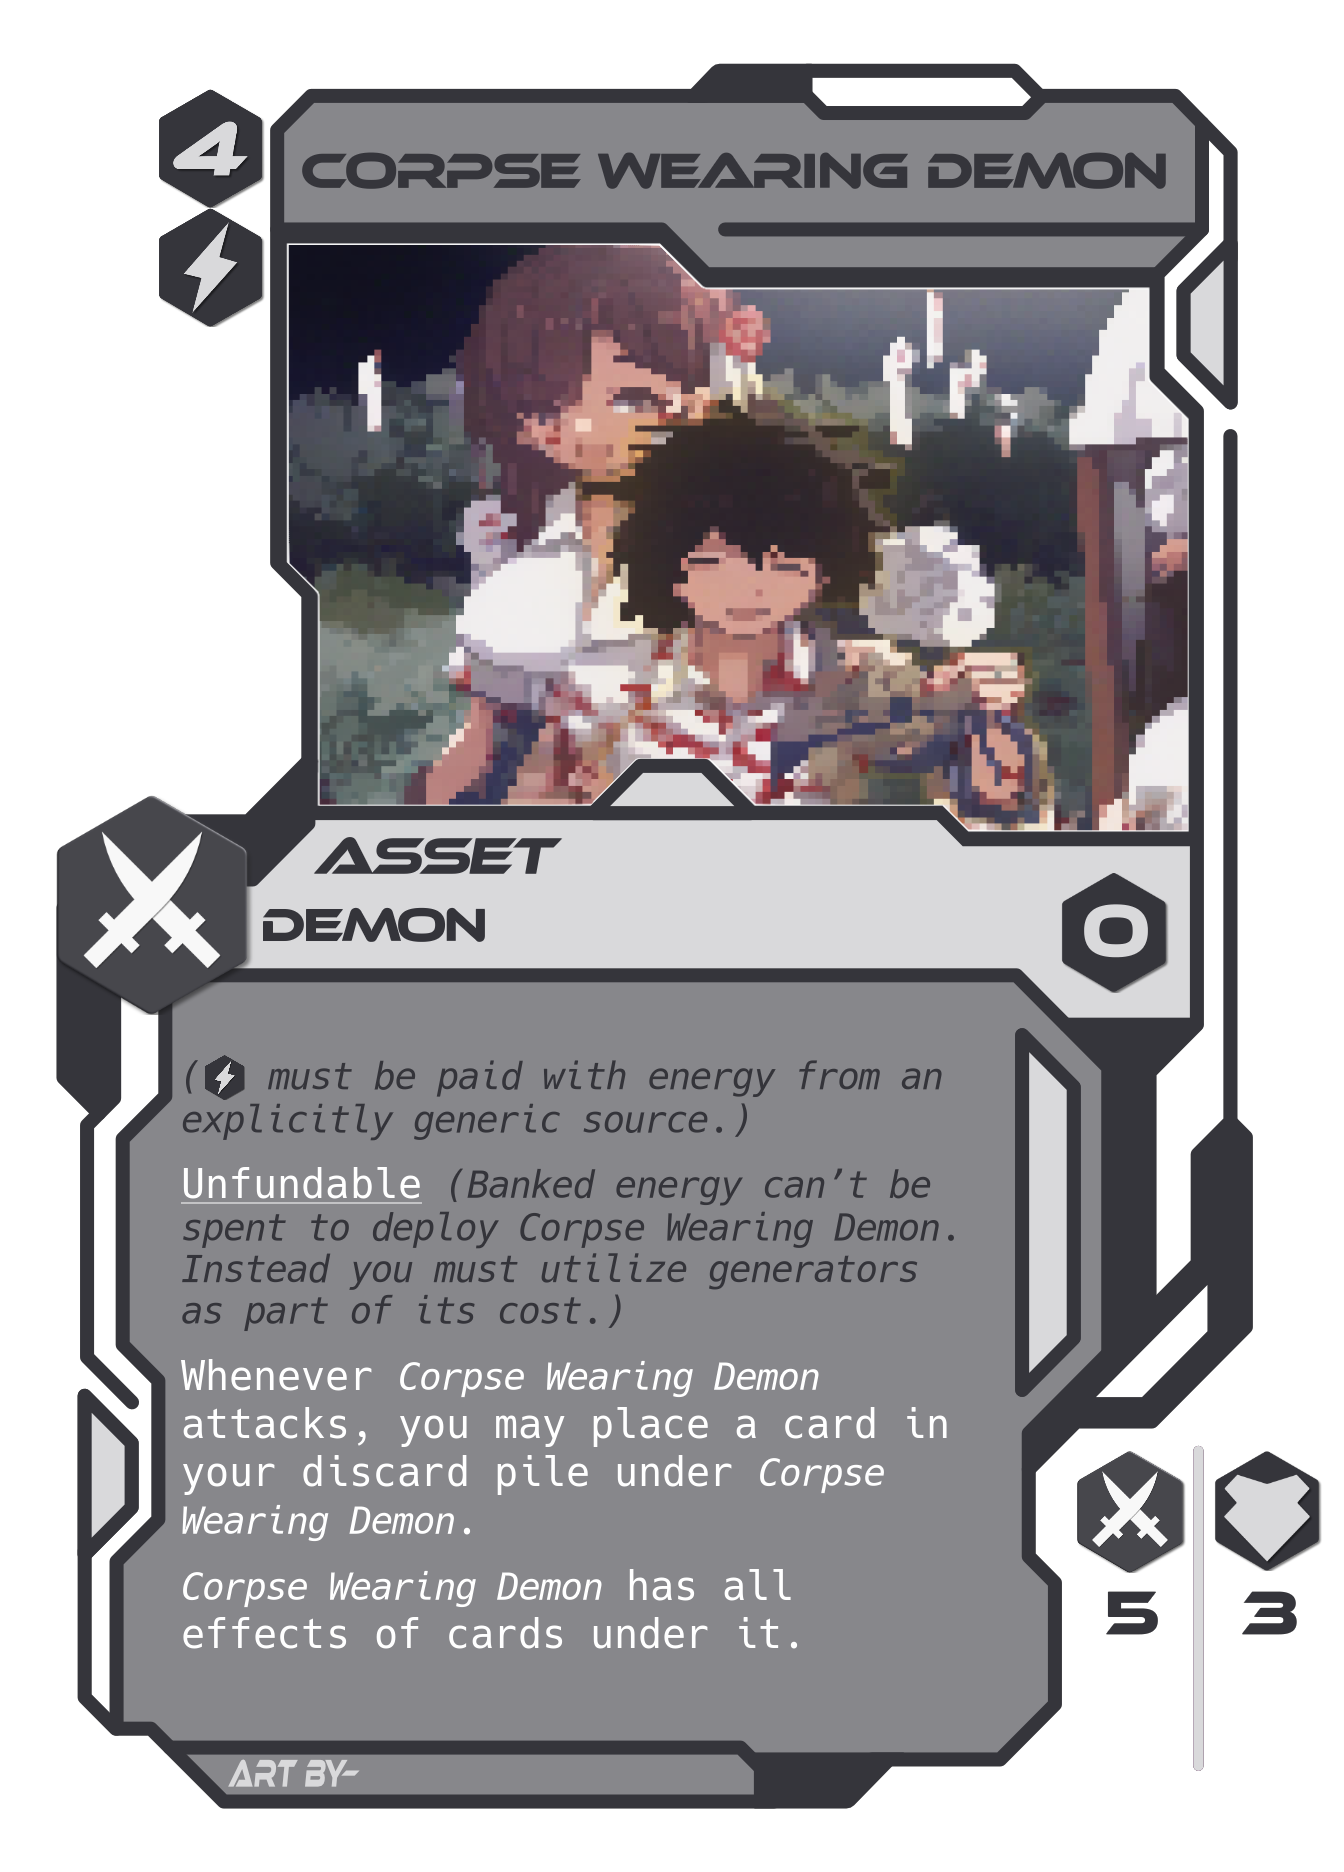 4
CORPSE WEARING DEMON
ASSET
DEMON
0
( must be paid with energy from an
explicitly generic source.)
Unfundable (Banked energy can’t be
spent to deploy Corpse Wearing Demon.
Instead you must utilize generators
as part of its cost.)
Whenever Corpse Wearing Demon
attacks, you may place a card in
your discard pile under Corpse
Wearing Demon.
Corpse Wearing Demon has all
effects of cards under it.
5
3
ART BY-